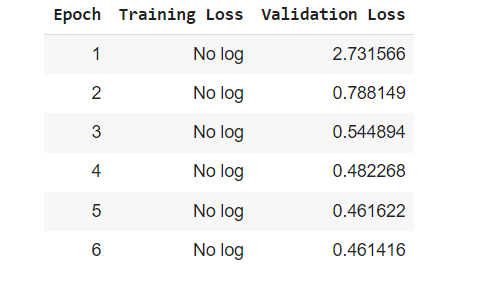 Epoch Training Loss Validation Loss
1 No log 2.731566
2 No log 0.788149
3 No log 0.544894
4 No log 0.482268
5 No log 0.461622
6 No log 0.461416